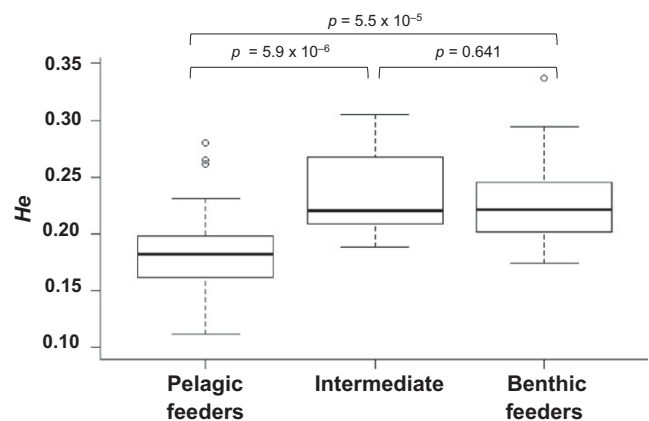 p = 5.5 x 10⁻⁵
p = 5.9 x 10⁻⁶
p = 0.641
0.35
0.30
0.25
0.20
0.15
0.10
He
Pelagic
feeders
Intermediate
Benthic
feeders